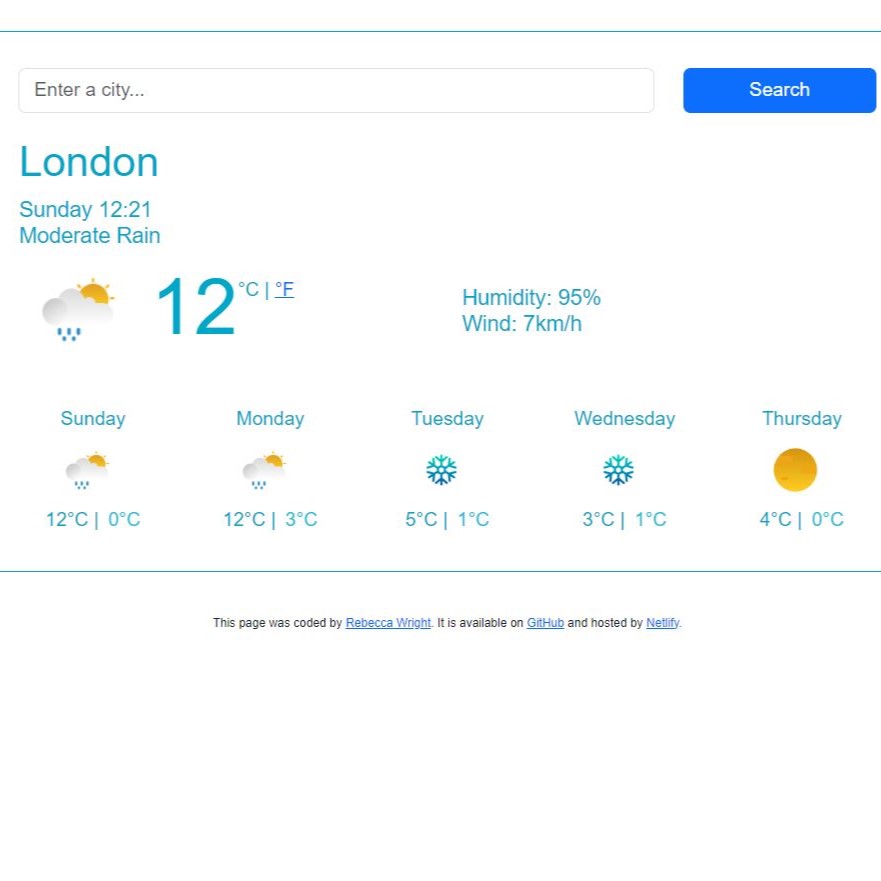 Enter a city...
Search
London
Sunday 12:21
Moderate Rain
12 °C | °F
Humidity: 95%
Wind: 7km/h
Sunday Monday Tuesday Wednesday Thursday
12°C | 0°C 12°C | 3°C 5°C | 1°C 3°C | 1°C 4°C | 0°C
This page was coded by Rebecca Wright. It is available on GitHub and hosted by Netlify.